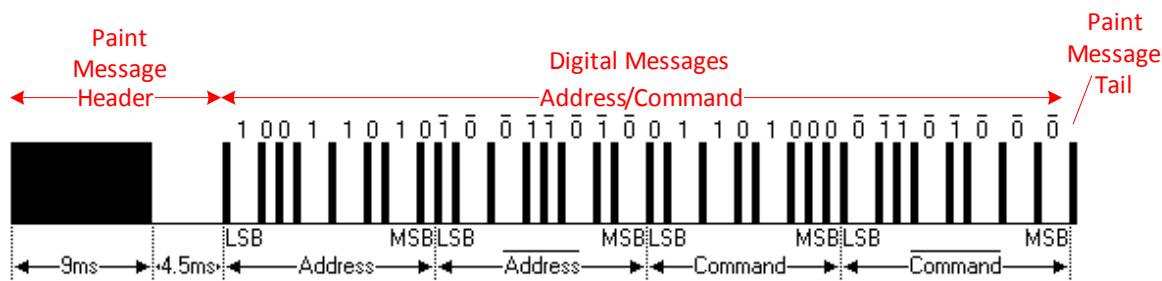 Paint
Message
Header
Digital Messages
Address/Command
Paint
Message
Tail
1 0 0 1 1 0 1 0 1̅ 0̅ 0̅ 1̅ 1̅ 0̅ 1̅ 0̅ 0 1 1 0 1 0 0 0 0̅ 1̅ 1̅ 0̅ 1̅ 0̅ 0̅ 0̅
LSB MSB LSB MSB LSB MSB LSB MSB
9ms 4.5ms Address A̅d̅d̅r̅e̅s̅s̅ Command C̅o̅m̅m̅a̅n̅d̅